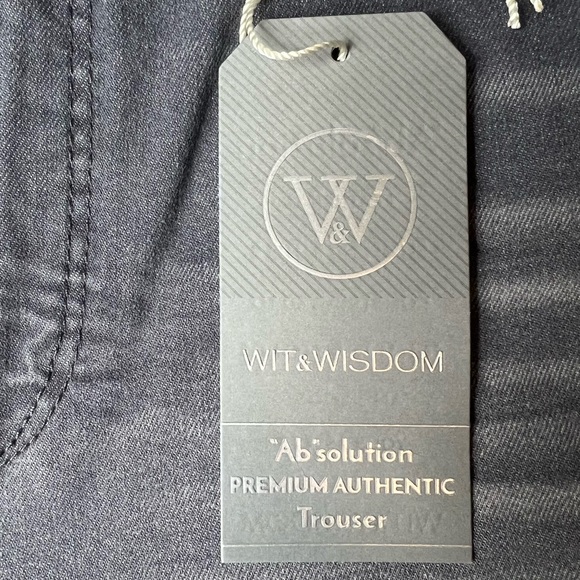 W&W
WIT&WISDOM
"Ab"solution
PREMIUM AUTHENTIC
Trouser